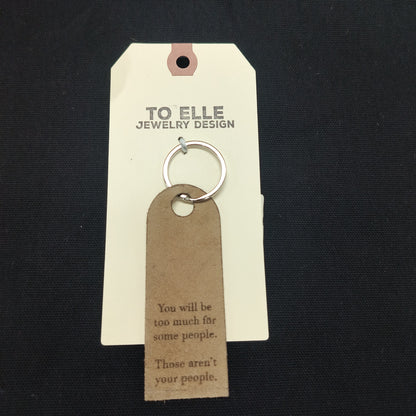 TO ELLE
JEWELRY DESIGN
You will be
too much for
some people.
Those aren't
your people.